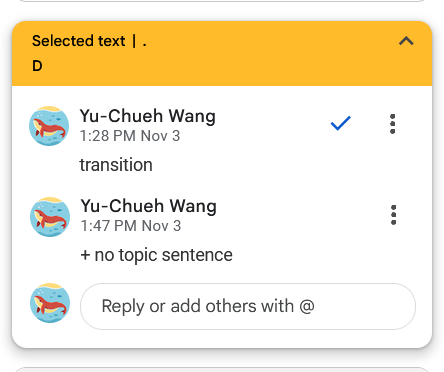 Selected text | .
D
Yu-Chueh Wang
1:28 PM Nov 3
transition
Yu-Chueh Wang
1:47 PM Nov 3
+ no topic sentence
Reply or add others with @